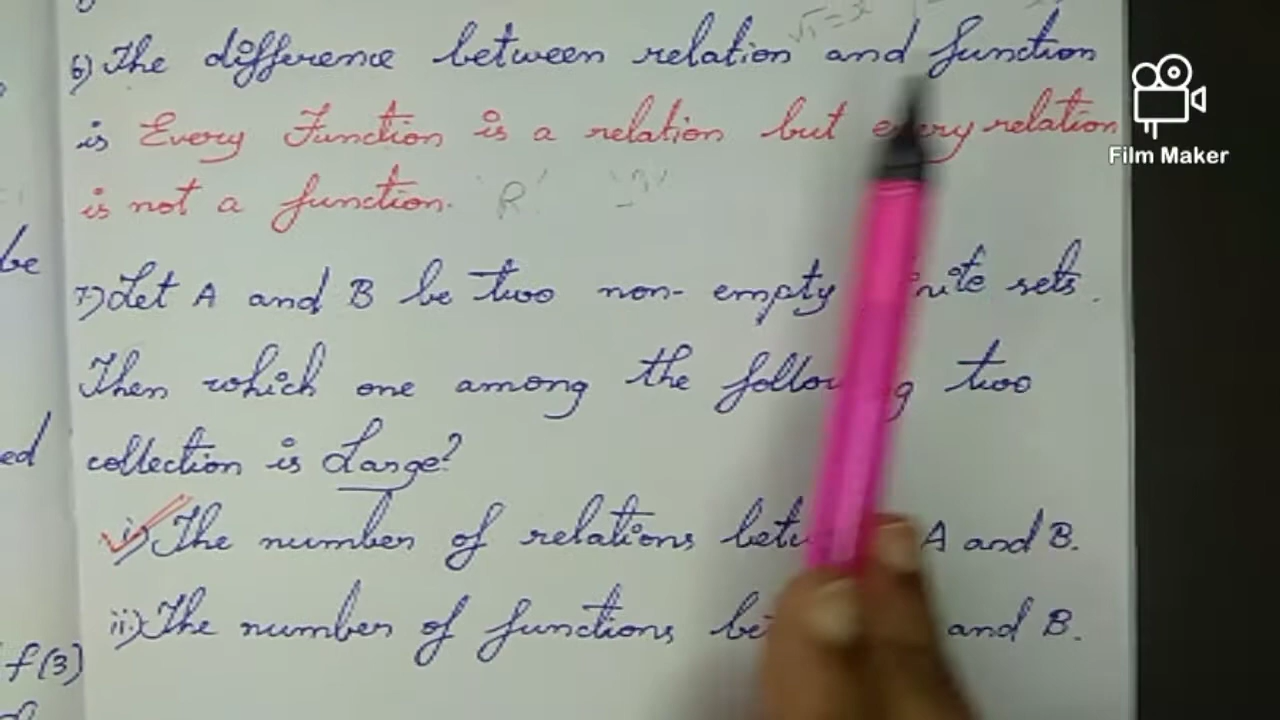 6) The difference between relation and function
is Every Function is a relation but every relation
is not a function. R
7) Let A and B be two non- empty finite sets.
Then which one among the following two
collection is Large?
i) The number of relations between A and B.
ii) The number of functions and B.
be
ed
f(3)
Film Maker